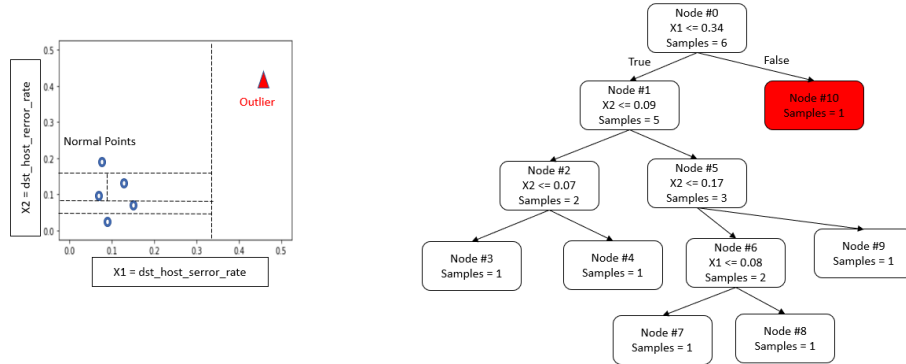 0.5
0.4
0.3
0.2
0.1
0.0
0.0
0.1
0.2
0.3
0.4
0.5
X2 = dst_host_rerror_rate
X1 = dst_host_serror_rate
Outlier
Normal Points
Node #0
X1 <= 0.34
Samples = 6
True
False
Node #1
X2 <= 0.09
Samples = 5
Node #10
Samples = 1
Node #2
X2 <= 0.07
Samples = 2
Node #5
X2 <= 0.17
Samples = 3
Node #3
Samples = 1
Node #4
Samples = 1
Node #6
X1 <= 0.08
Samples = 2
Node #9
Samples = 1
Node #7
Samples = 1
Node #8
Samples = 1